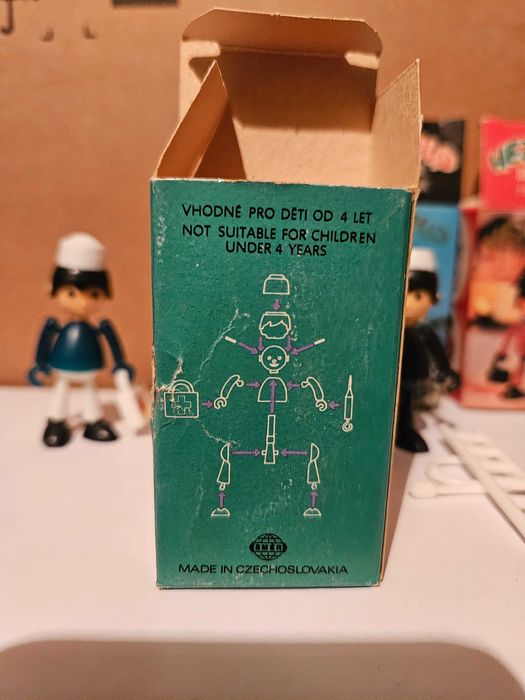 VHODNÉ PRO DĚTI OD 4 LET
NOT SUITABLE FOR CHILDREN
UNDER 4 YEARS
MADE IN CZECHOSLOVAKIA